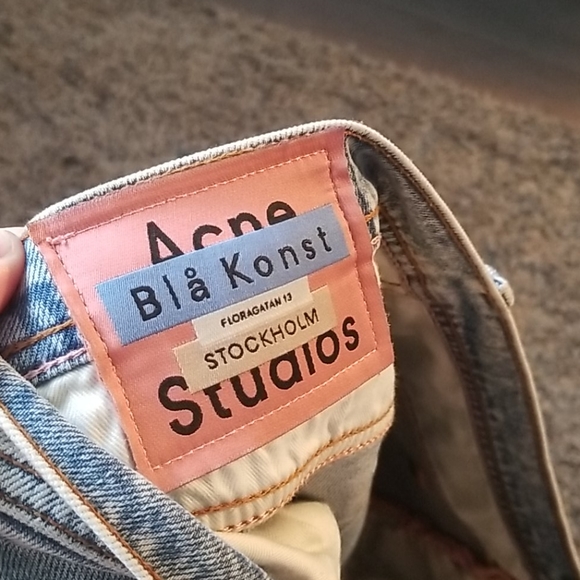 Acne
Blå Konst
FLORAGATAN 13
STOCKHOLM
Studios